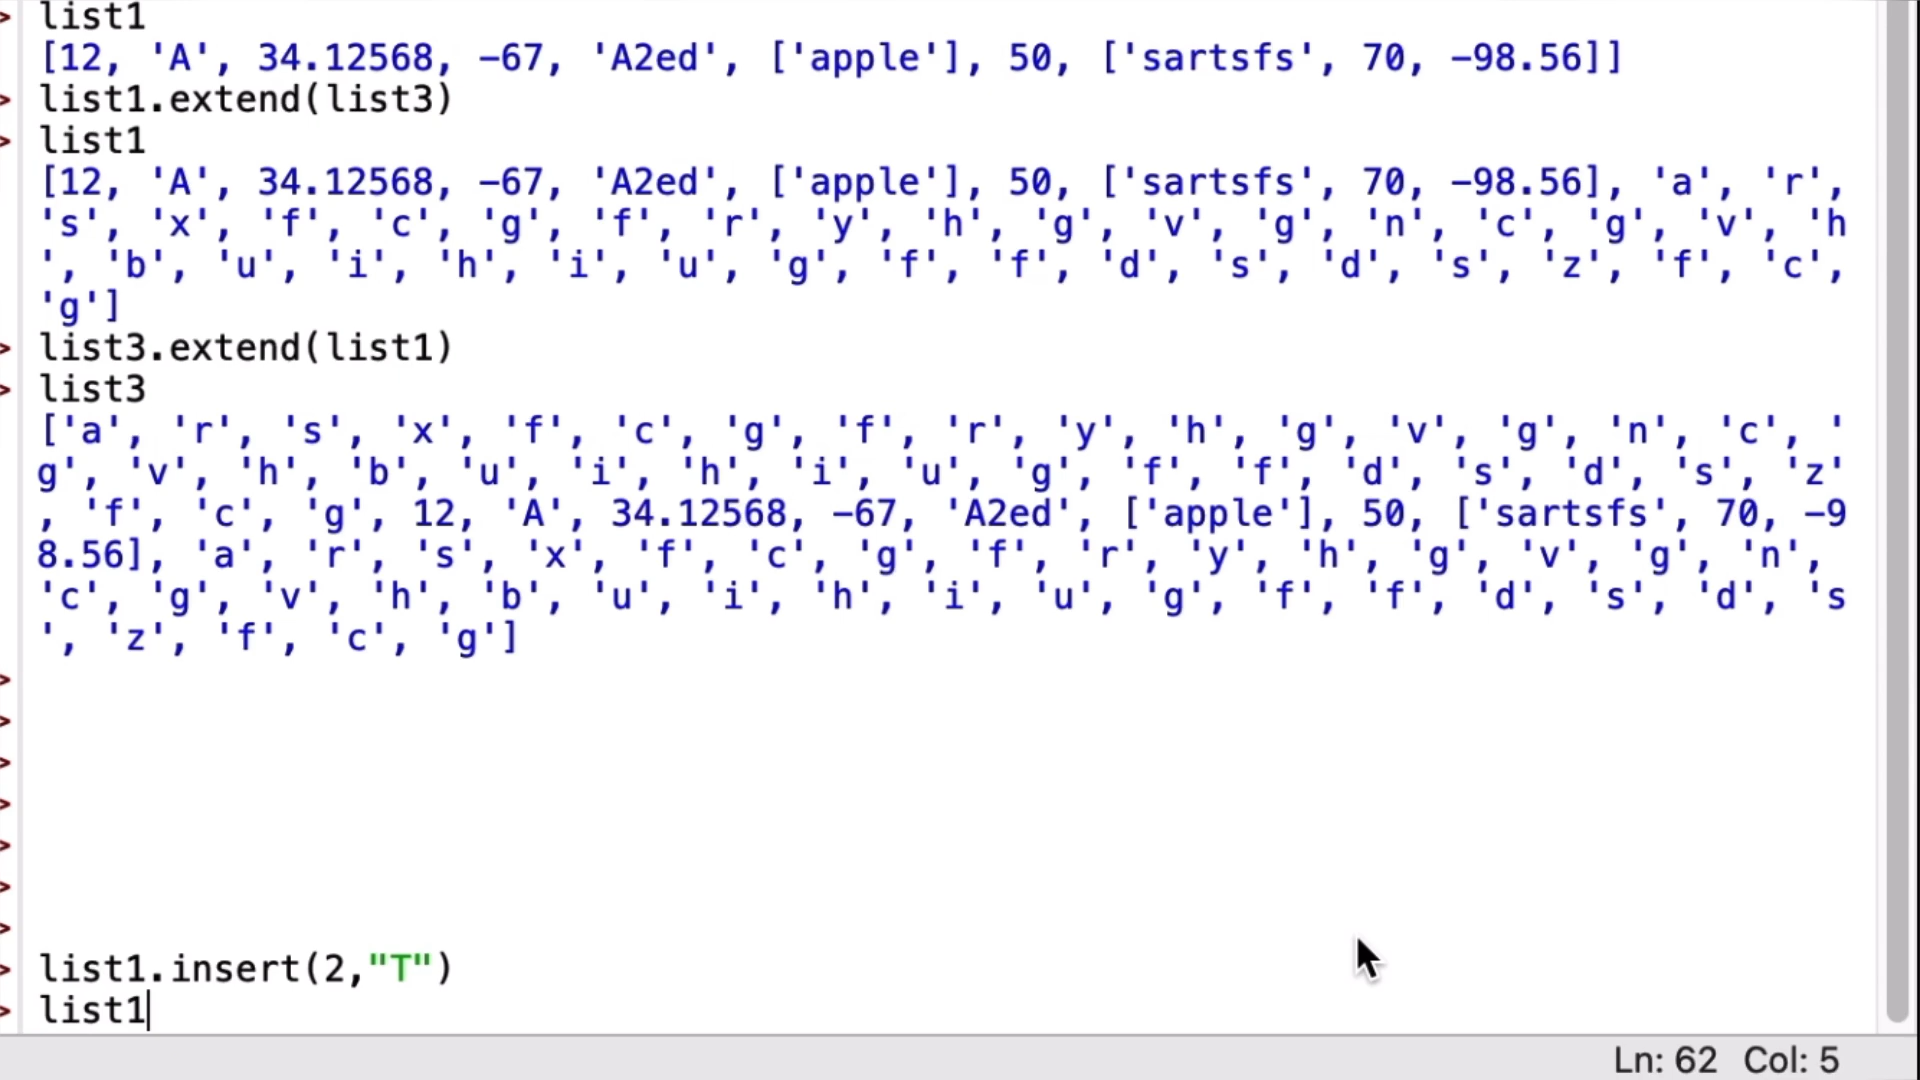 > list1
[12, 'A', 34.12568, -67, 'A2ed', ['apple'], 50, ['sartsfs', 70, -98.56]]
> list1.extend(list3)
> list1
[12, 'A', 34.12568, -67, 'A2ed', ['apple'], 50, ['sartsfs', 70, -98.56], 'a', 'r',
's', 'x', 'f', 'c', 'g', 'f', 'r', 'y', 'h', 'g', 'v', 'g', 'n', 'c', 'g', 'v', 'h
', 'b', 'u', 'i', 'h', 'i', 'u', 'g', 'f', 'f', 'd', 's', 'd', 's', 'z', 'f', 'c',
'g']
> list3.extend(list1)
> list3
['a', 'r', 's', 'x', 'f', 'c', 'g', 'f', 'r', 'y', 'h', 'g', 'v', 'g', 'n', 'c', '
g', 'v', 'h', 'b', 'u', 'i', 'h', 'i', 'u', 'g', 'f', 'f', 'd', 's', 'd', 's', 'z'
, 'f', 'c', 'g', 12, 'A', 34.12568, -67, 'A2ed', ['apple'], 50, ['sartsfs', 70, -9
8.56], 'a', 'r', 's', 'x', 'f', 'c', 'g', 'f', 'r', 'y', 'h', 'g', 'v', 'g', 'n',
'c', 'g', 'v', 'h', 'b', 'u', 'i', 'h', 'i', 'u', 'g', 'f', 'f', 'd', 's', 'd', 's
', 'z', 'f', 'c', 'g']
>
>
>
>
>
>
>
> list1.insert(2,"T")
> list1
Ln: 62 Col: 5